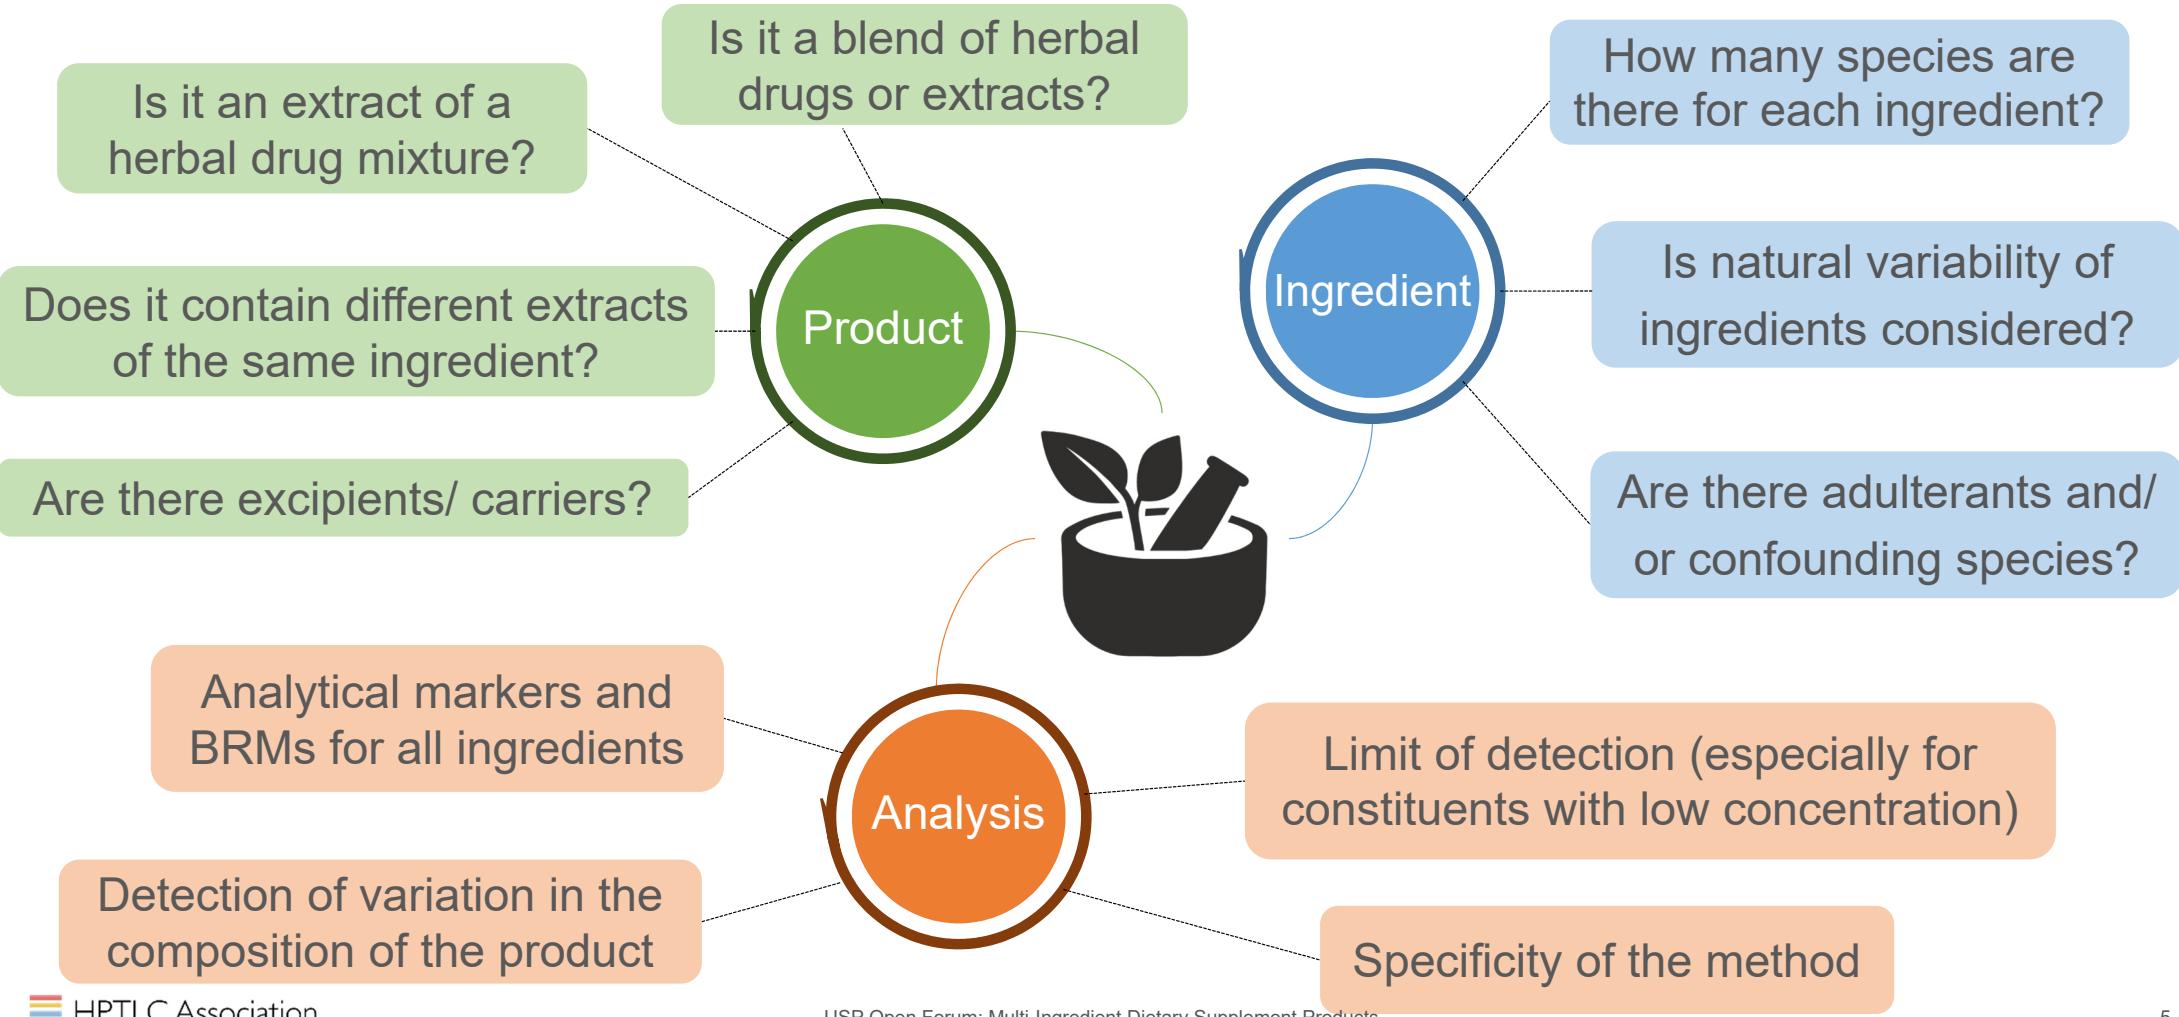 Is it a blend of herbal
drugs or extracts?
Is it an extract of a
herbal drug mixture?
Does it contain different extracts
of the same ingredient?
Are there excipients/ carriers?
Product
How many species are
there for each ingredient?
Is natural variability of
ingredients considered?
Are there adulterants and/
or confounding species?
Ingredient
Analytical markers and
BRMs for all ingredients
Detection of variation in the
composition of the product
Analysis
Limit of detection (especially for
constituents with low concentration)
Specificity of the method
HPTLC Association
USP Open Forum: Multi-Ingredient Dietary Supplement Products
5